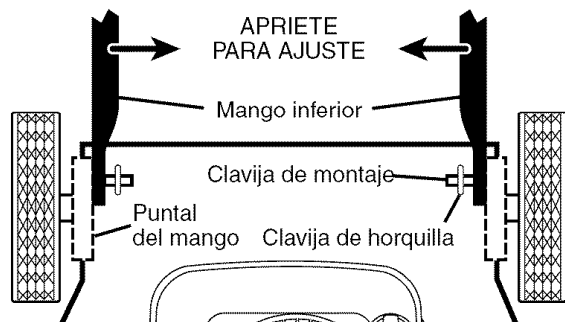 APRIETE
PARA AJUSTE
Mango inferior
Clavija de montaje
Puntal
del mango
Clavija de horquilla